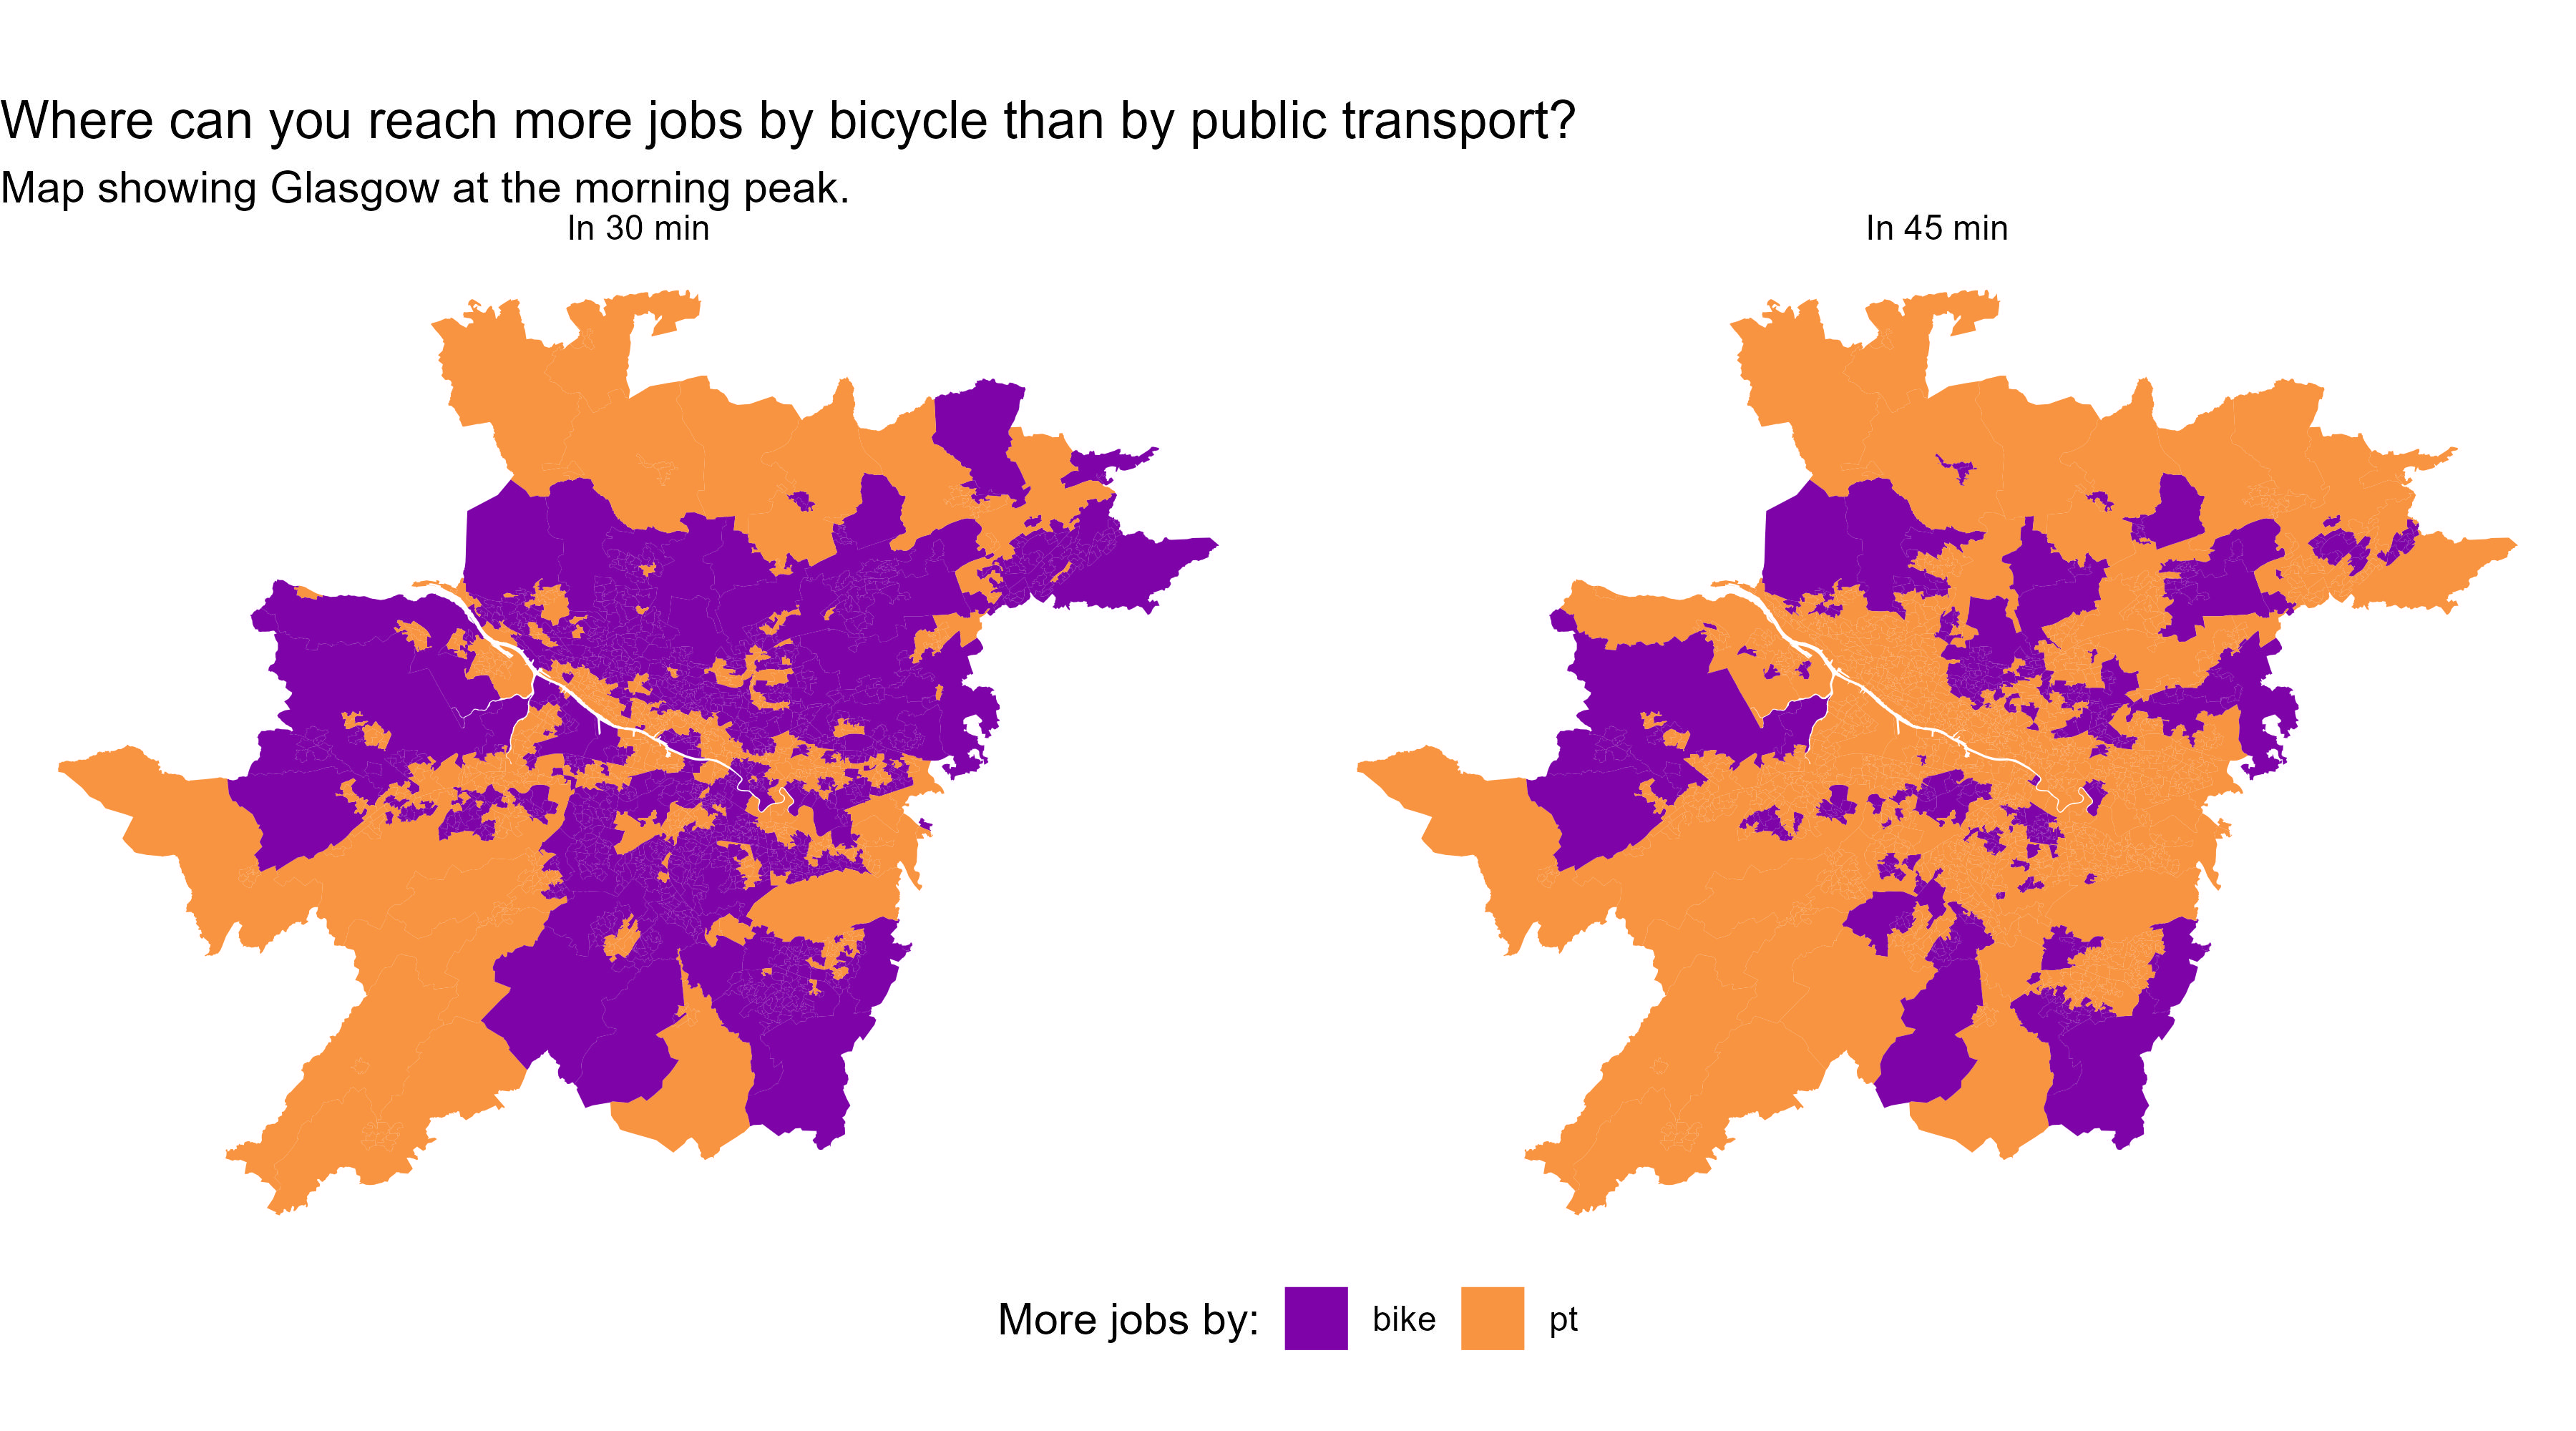 Where can you reach more jobs by bicycle than by public transport?
Map showing Glasgow at the morning peak.
In 30 min
In 45 min
More jobs by: bike pt